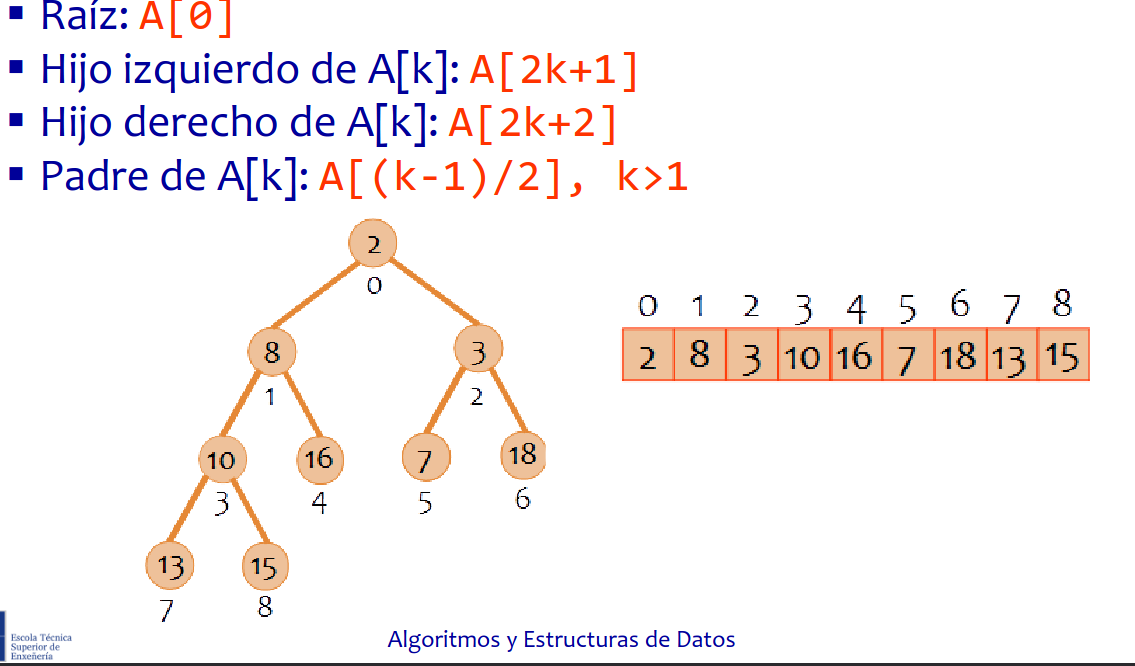 ▪ Raíz: A[0]
▪ Hijo izquierdo de A[k]: A[2k+1]
▪ Hijo derecho de A[k]: A[2k+2]
▪ Padre de A[k]: A[(k-1)/2], k>1
2
0
8
3
1
2
10
16
7
18
3
4
5
6
13
15
7
8
0 1 2 3 4 5 6 7 8
2 8 3 10 16 7 18 13 15
Escola Técnica
Superior de
Enxeñería
Algoritmos y Estructuras de Datos